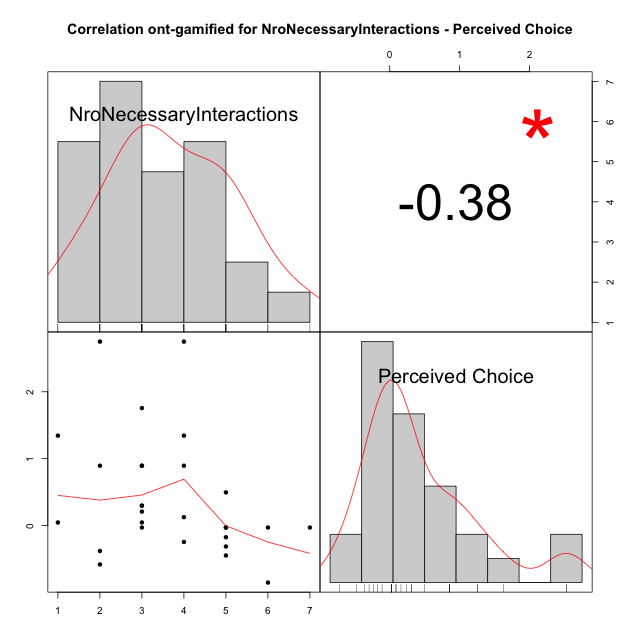 Correlation ont-gamified for NroNecessaryInteractions - Perceived Choice
0 1 2
NroNecessaryInteractions
*
-0.38
7
6
5
4
3
2
1
Perceived Choice
2
1
0
1 2 3 4 5 6 7